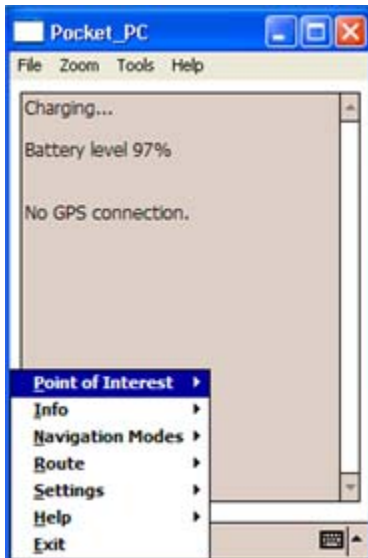 Pocket_PC
File Zoom Tools Help
Charging...
Battery level 97%
No GPS connection.
Point of Interest
Info
Navigation Modes
Route
Settings
Help
Exit